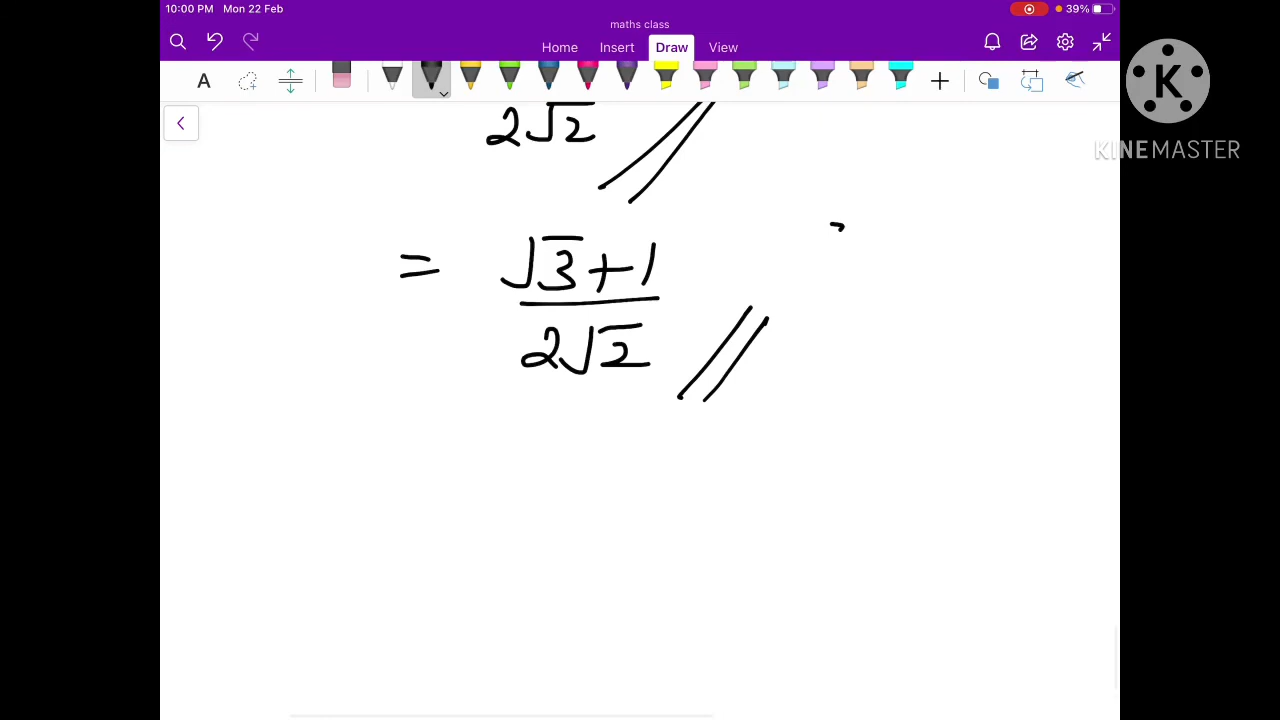 10:00 PM Mon 22 Feb
maths class
39%
Home Insert Draw View
A
K
KINEMASTER
2√2
= √3+1
2√2